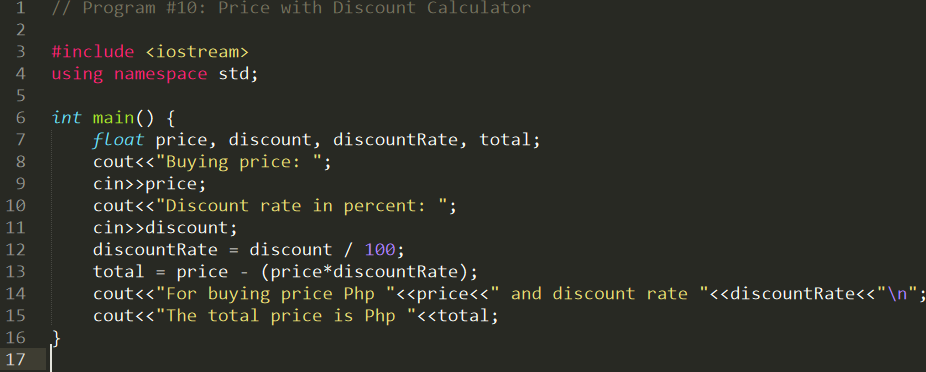 1 // Program #10: Price with Discount Calculator
2
3 #include <iostream>
4 using namespace std;
5
6 int main() {
7     float price, discount, discountRate, total;
8     cout<<"Buying price: ";
9     cin>>price;
10     cout<<"Discount rate in percent: ";
11     cin>>discount;
12     discountRate = discount / 100;
13     total = price - (price*discountRate);
14     cout<<"For buying price Php "<<price<<" and discount rate "<<discountRate<<"\n";
15     cout<<"The total price is Php "<<total;
16 }
17